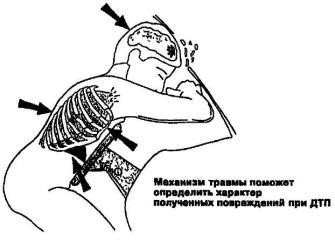 Механизм травмы поможет
определить характер
полученных повреждений при ДТП